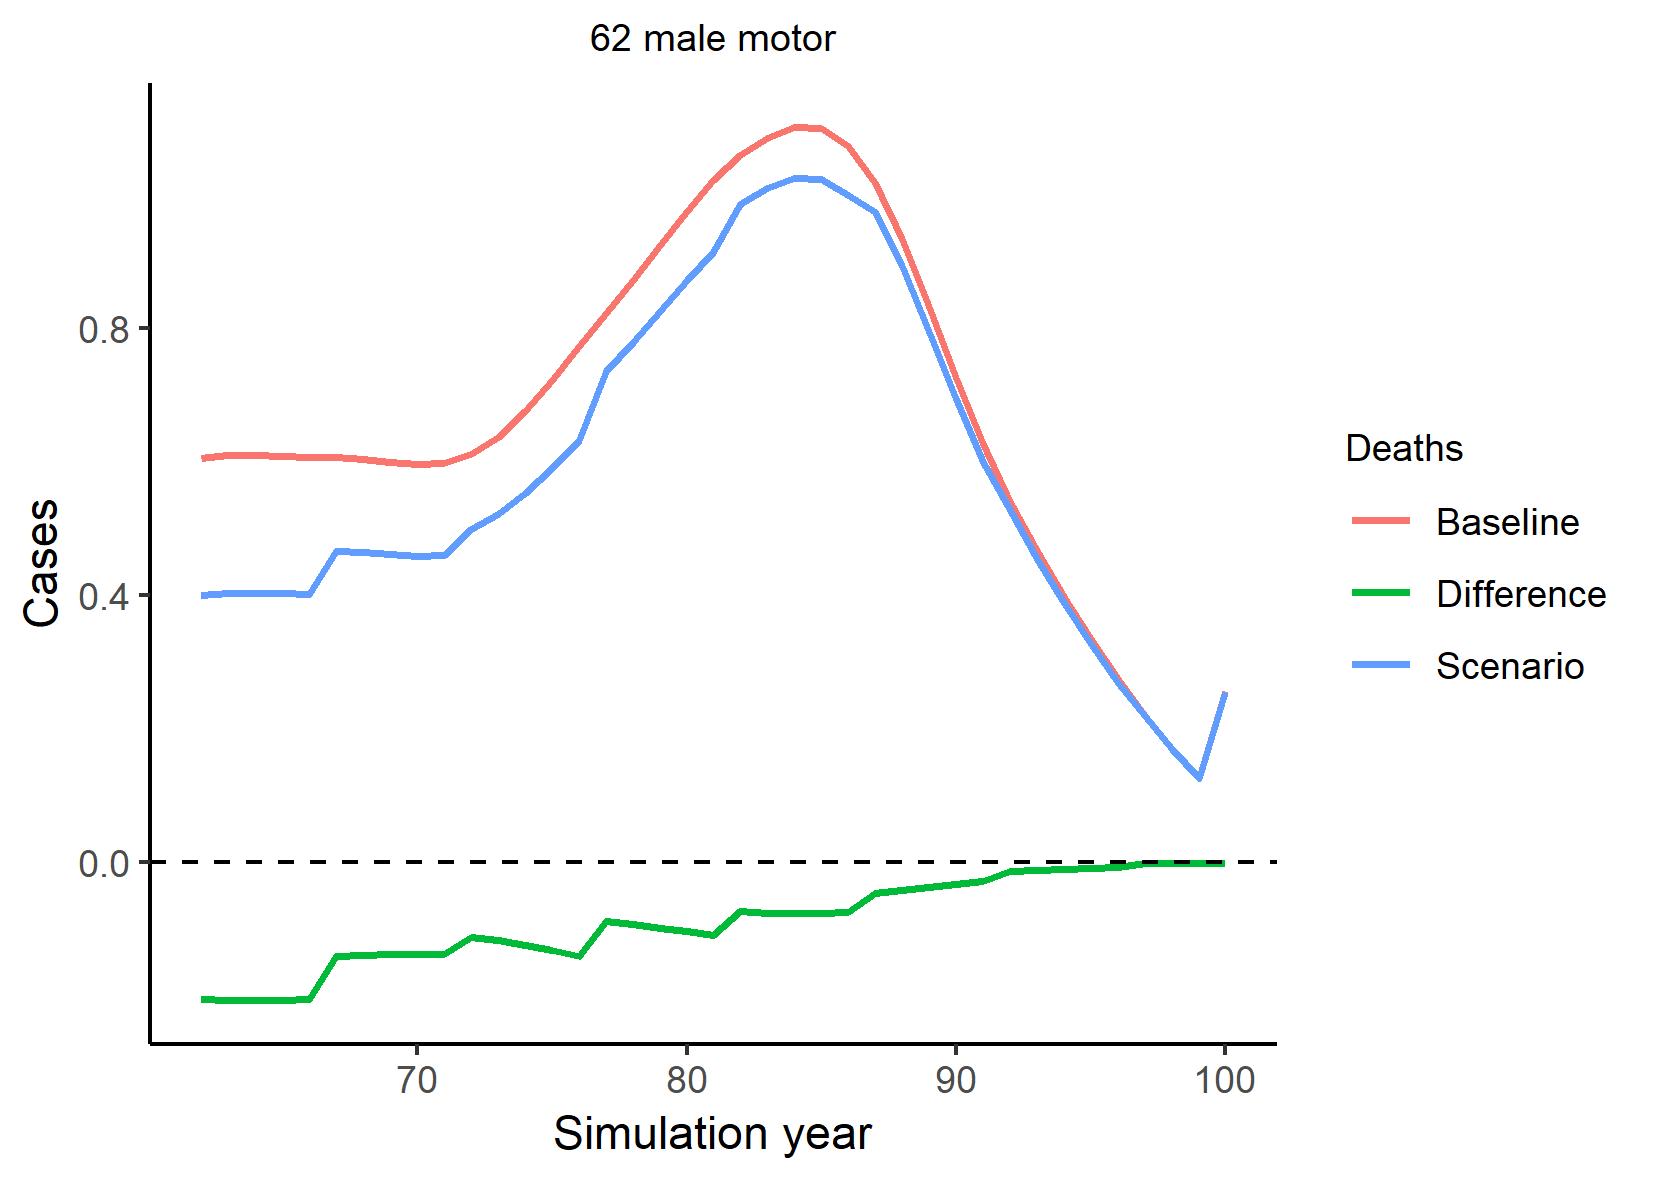 62 male motor
Cases
0.8
0.4
0.0
70 80 90 100
Simulation year
Deaths
Baseline
Difference
Scenario